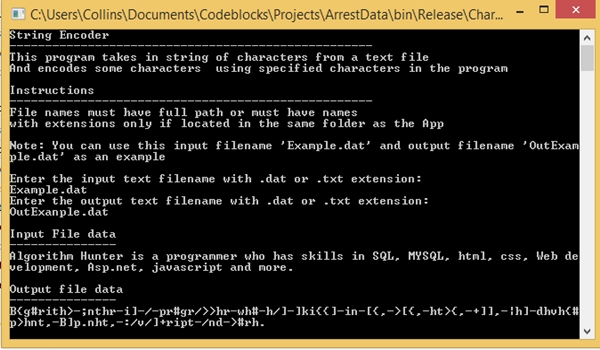 C:\Users\Collins\Documents\Codeblocks\Projects\ArrestData\bin\Release\Char...
String Encoder
----------------------------------------------------
This program takes in string of characters from a text file
And encodes some characters  using specified characters in the program

Instructions
----------------------------------------------------
File names must have full path or must have names
with extensions only if located in the same folder as the App

Note: You can use this input filename 'Example.dat' and output filename 'OutExam
ple.dat' as an example

Enter the input text filename with .dat or .txt extension:
Example.dat
Enter the output text filename with .dat or .txt extension:
OutExanple.dat

Input File data
---------------
Algorithm Hunter is a programmer who has skills in SQL, MYSQL, html, css, Web de
velopment, Asp.net, javascript and more.

Output file data
---------------
B(g#rith>-;nthr-i]-/-pr#gr/>>hr-wh#-h/]-]ki((]-in-[{,->[{,-ht>(,-+]],-¦h]-dhvh(#
p>hnt,-B]p.nht,-:/v/]+ript-/nd->#rh.